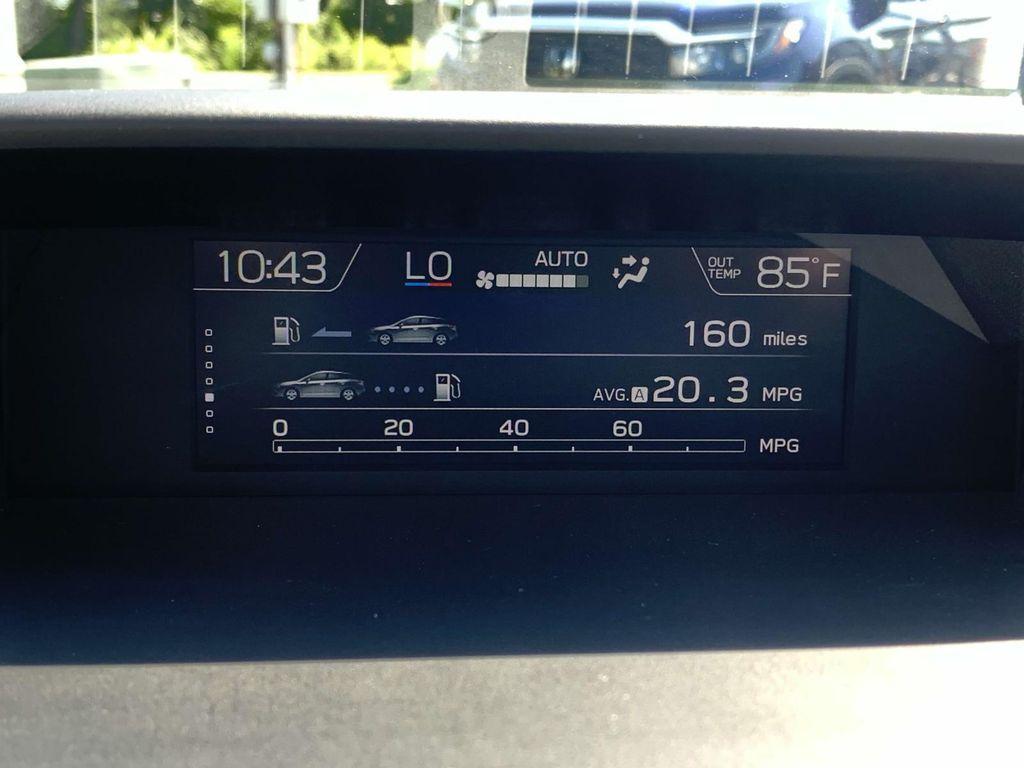 10:43 LO AUTO OUT TEMP 85°F
160 miles
AVG. A 20.3 MPG
0 20 40 60
MPG